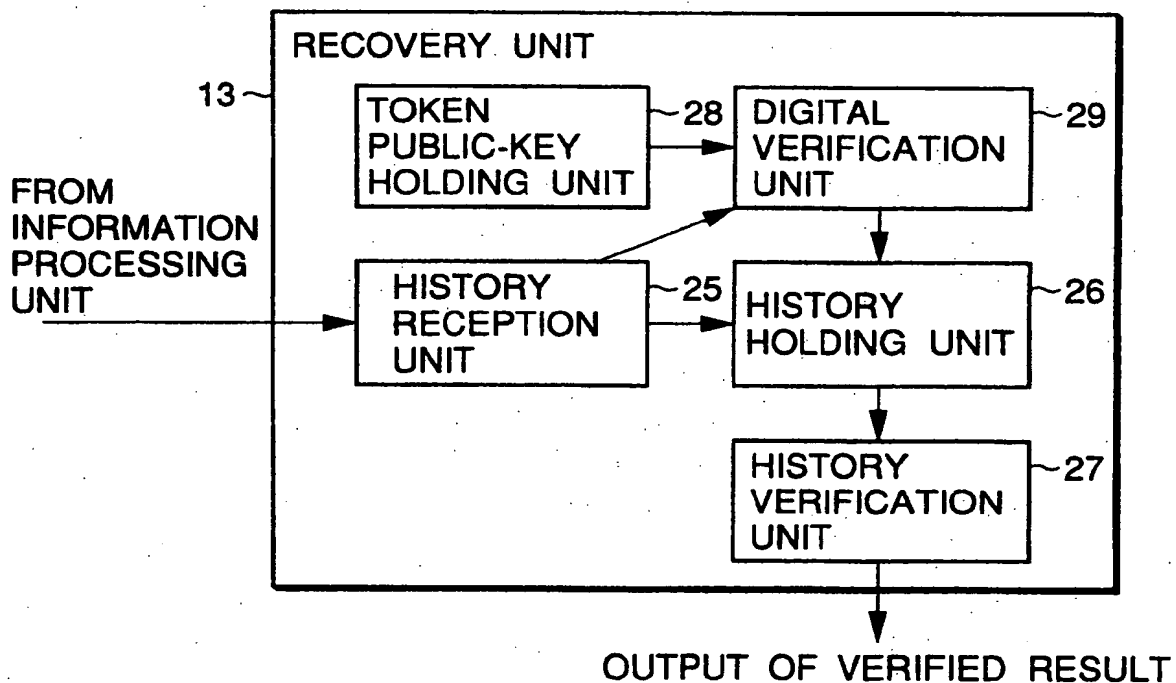 RECOVERY UNIT
13
TOKEN
PUBLIC-KEY
HOLDING UNIT
28
DIGITAL
VERIFICATION
UNIT
29
FROM
INFORMATION
PROCESSING
UNIT
HISTORY
RECEPTION
UNIT
25
HISTORY
HOLDING UNIT
26
HISTORY
VERIFICATION
UNIT
27
OUTPUT OF VERIFIED RESULT